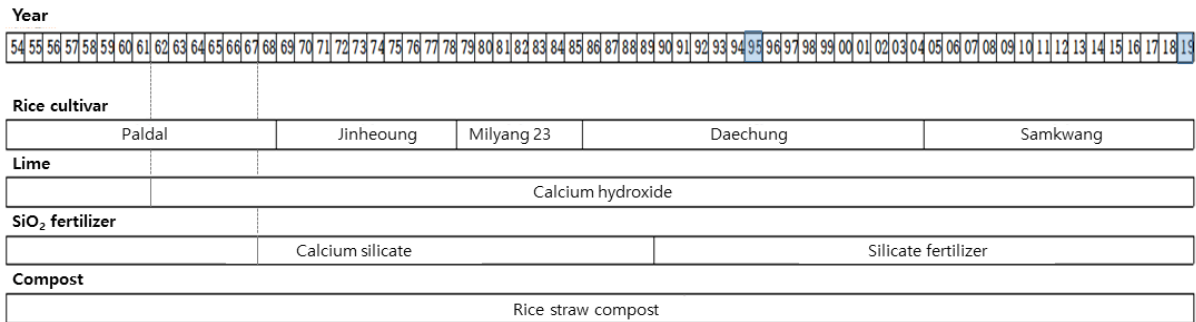 Year
54 55 56 57 58 59 60 61 62 63 64 65 66 67 68 69 70 71 72 73 74 75 76 77 78 79 80 81 82 83 84 85 86 87 88 89 90 91 92 93 94 95 96 97 98 99 00 01 02 03 04 05 06 07 08 09 10 11 12 13 14 15 16 17 18 19
Rice cultivar
Paldal Jinheoung Milyang 23 Daechung Samkwang
Lime
Calcium hydroxide
SiO₂ fertilizer
Calcium silicate Silicate fertilizer
Compost
Rice straw compost